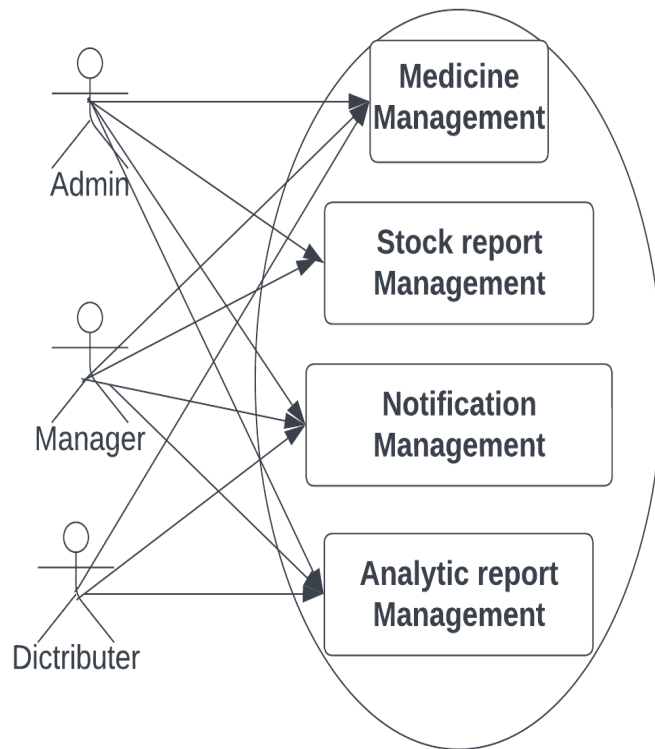 Medicine
Management
Admin
Stock report
Management
Manager
Notification
Management
Dictributer
Analytic report
Management